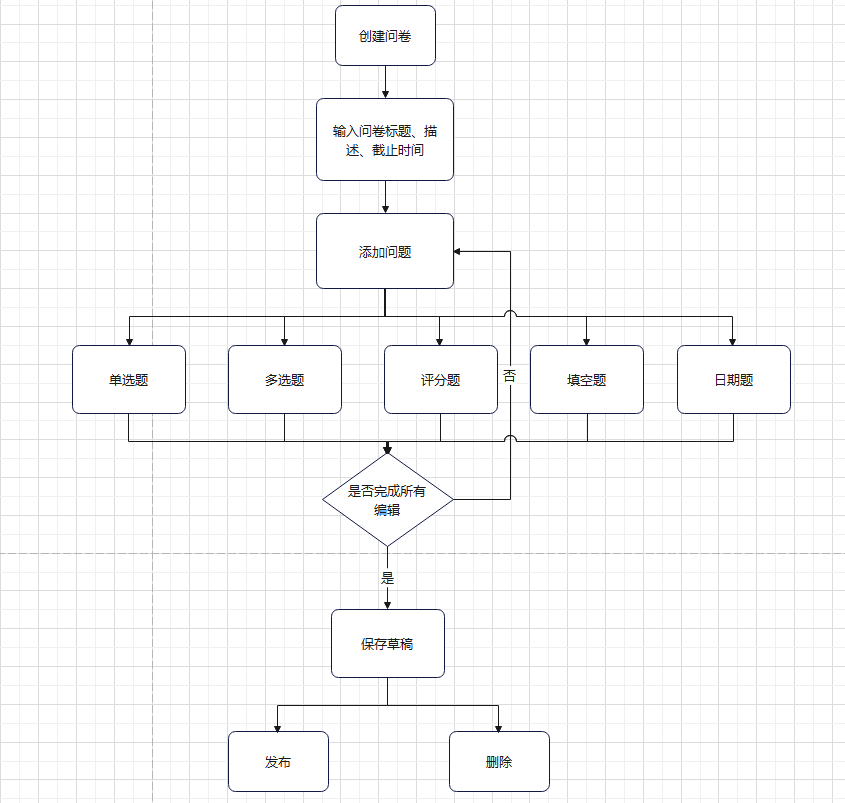 创建问卷
输入问卷标题、描
述、截止时间
添加问题
单选题
多选题
评分题
否
填空题
日期题
是否完成所有
编辑
是
保存草稿
发布
删除